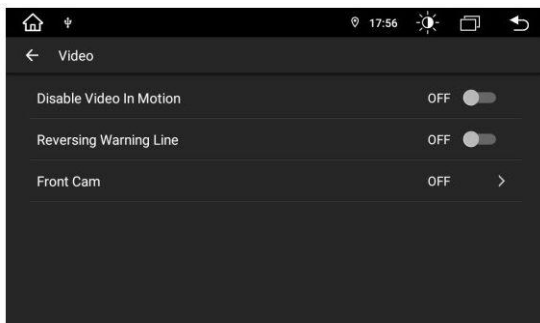 17:56
Video
Disable Video In Motion OFF
Reversing Warning Line OFF
Front Cam OFF